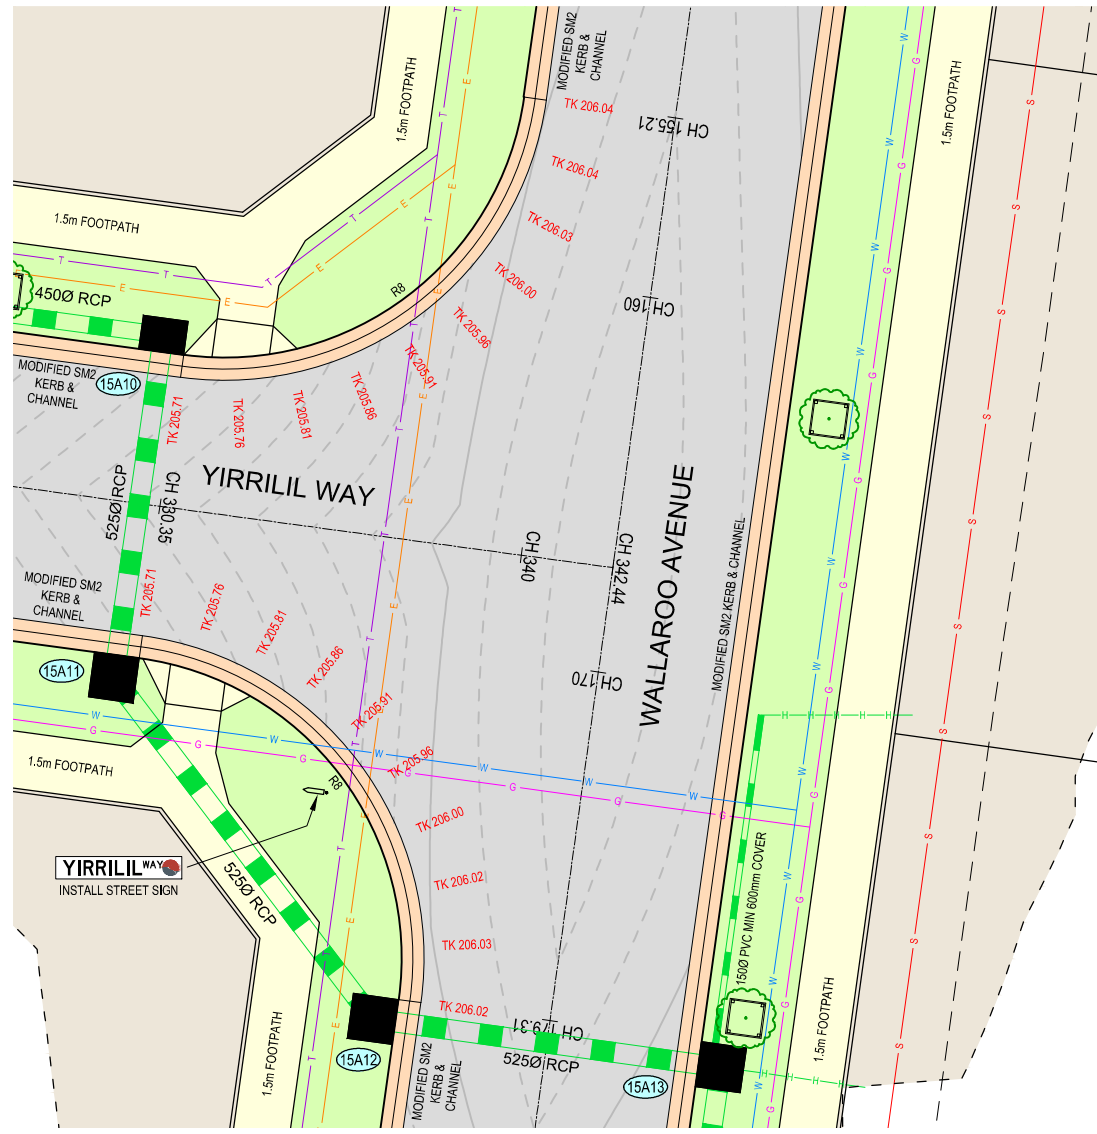 MODIFIED SM2
KERB &
CHANNEL
TK 206.04
CH 155.21
1.5m FOOTPATH
1.5m FOOTPATH
TK 206.04
1.5m FOOTPATH
TK 206.03
TK 206.00
R8
450Ø RCP
CH 160
TK 205.96
TK 205.91
MODIFIED SM2
KERB &
CHANNEL
15A10
TK 205.86
TK 205.81
TK 205.76
TK 205.71
YIRRILIL WAY
WALLAROO AVENUE
525Ø RCP
CH 330.35
CH 340
CH 342.44
MODIFIED SM2
KERB &
CHANNEL
TK 205.71
TK 205.76
TK 205.81
TK 205.86
TK 205.91
TK 205.96
MODIFIED SM2 KERB & CHANNEL
15A11
CH 170
1.5m FOOTPATH
R8
TK 206.00
YIRRILIL WAY
INSTALL STREET SIGN
525Ø RCP
TK 206.02
TK 206.03
150Ø PVC MIN 600mm COVER
TK 206.02
CH 179.31
525Ø RCP
15A12
15A13
MODIFIED SM2
KERB &
CHANNEL
1.5m FOOTPATH
1.5m FOOTPATH